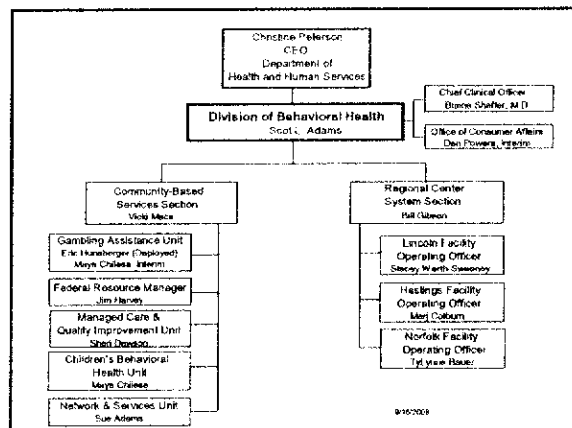 Christine Peterson
CEO
Department of
Health and Human Services
Chief Clinical Officer
Blaine Shaffer, M.D.
Division of Behavioral Health
Scot Adams
Office of Consumer Affairs
Dan Powers, Interim
Community-Based
Services Section
Vicki Maca
Regional Center
System Section
Bill Gibson
Gambling Assistance Unit
Eric Hunsberger (Deployed)
Maya Chilese, Interim
Federal Resource Manager
Jim Harvey
Managed Care &
Quality Improvement Unit
Sheri Dawson
Children's Behavioral
Health Unit
Maya Chilese
Network & Services Unit
Sue Adams
Lincoln Facility
Operating Officer
Stacey Werth-Sweeney
Hastings Facility
Operating Officer
Marj Colburn
Norfolk Facility
Operating Officer
TyLynne Bauer